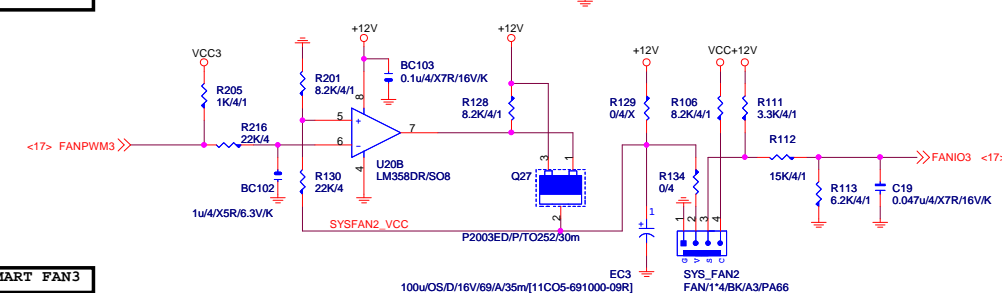 +12V
+12V
VCC3
+12V
VCC+12V
R205
1K/4/1
R201
8.2K/4/1
BC103
0.1u/4/X7R/16V/K
8
R128
8.2K/4/1
R129
0/4/X
R106
8.2K/4/1
R111
3.3K/4/1
<17> FANPWM3
R216
22K/4
5
+
6
-
7
4
U20B
LM358DR/SO8
R112
15K/4/1
FANIO3 <17>
BC102
1u/4/X5R/6.3V/K
R130
22K/4
SYSFAN2_VCC
Q27
3
1
2
P2003ED/P/TO252/30m
R134
0/4
R113
6.2K/4/1
C19
0.047u/4/X7R/16V/K
+
1
EC3
100u/OS/D/16V/69/A/35m/[11CO5-691000-09R]
1
2
3
4
G
V
S
C
SYS_FAN2
FAN/1*4/BK/A3/PA66
MART FAN3